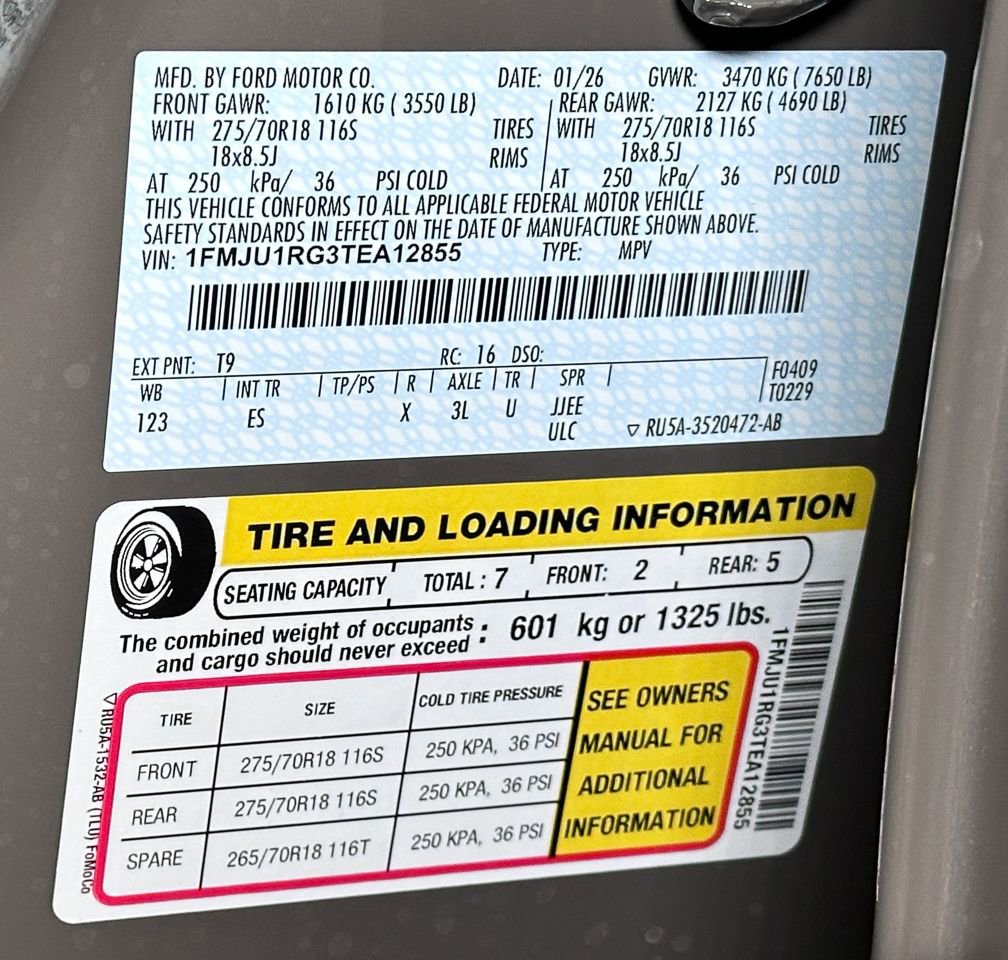 MFD. BY FORD MOTOR CO. DATE: 01/26 GVWR: 3470 KG ( 7650 LB)
FRONT GAWR: 1610 KG ( 3550 LB) REAR GAWR: 2127 KG ( 4690 LB)
WITH 275/70R18 116S TIRES WITH 275/70R18 116S TIRES
18x8.5J RIMS 18x8.5J RIMS
AT 250 kPa/ 36 PSI COLD AT 250 kPa/ 36 PSI COLD
THIS VEHICLE CONFORMS TO ALL APPLICABLE FEDERAL MOTOR VEHICLE
SAFETY STANDARDS IN EFFECT ON THE DATE OF MANUFACTURE SHOWN ABOVE.
VIN: 1FMJU1RG3TEA12855 TYPE: MPV
EXT PNT: T9 RC: 16 DSO:
WB INT TR TP/PS R AXLE TR SPR F0409
T0229
123 ES X 3L U JJEE
ULC ▽ RU5A-3520472-AB
TIRE AND LOADING INFORMATION
SEATING CAPACITY TOTAL : 7 FRONT: 2 REAR: 5
The combined weight of occupants
and cargo should never exceed : 601 kg or 1325 lbs.
TIRE SIZE COLD TIRE PRESSURE
FRONT 275/70R18 116S 250 KPA, 36 PSI
REAR 275/70R18 116S 250 KPA, 36 PSI
SPARE 265/70R18 116T 250 KPA, 36 PSI
SEE OWNERS
MANUAL FOR
ADDITIONAL
INFORMATION
1FMJU1RG3TEA12855
▽ RU5A-1532-AB (TLU) FoMoCo